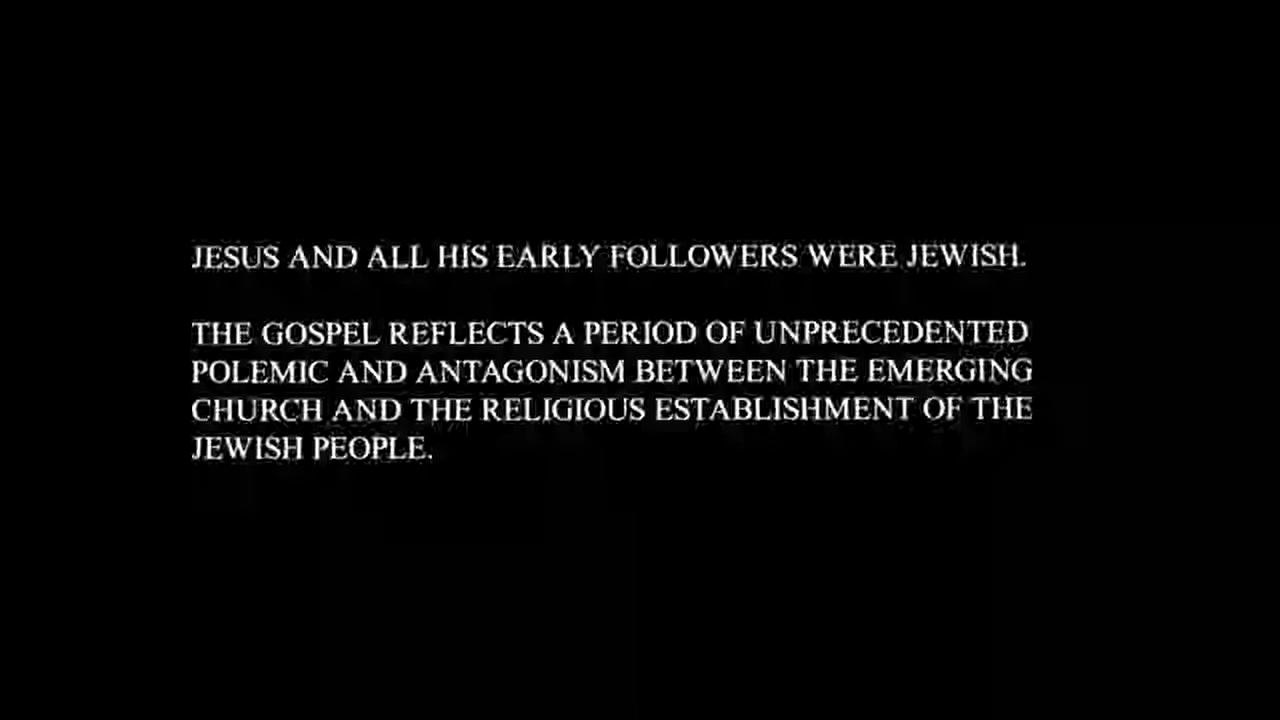 JESUS AND ALL HIS EARLY FOLLOWERS WERE JEWISH.
THE GOSPEL REFLECTS A PERIOD OF UNPRECEDENTED
POLEMIC AND ANTAGONISM BETWEEN THE EMERGING
CHURCH AND THE RELIGIOUS ESTABLISHMENT OF THE
JEWISH PEOPLE.